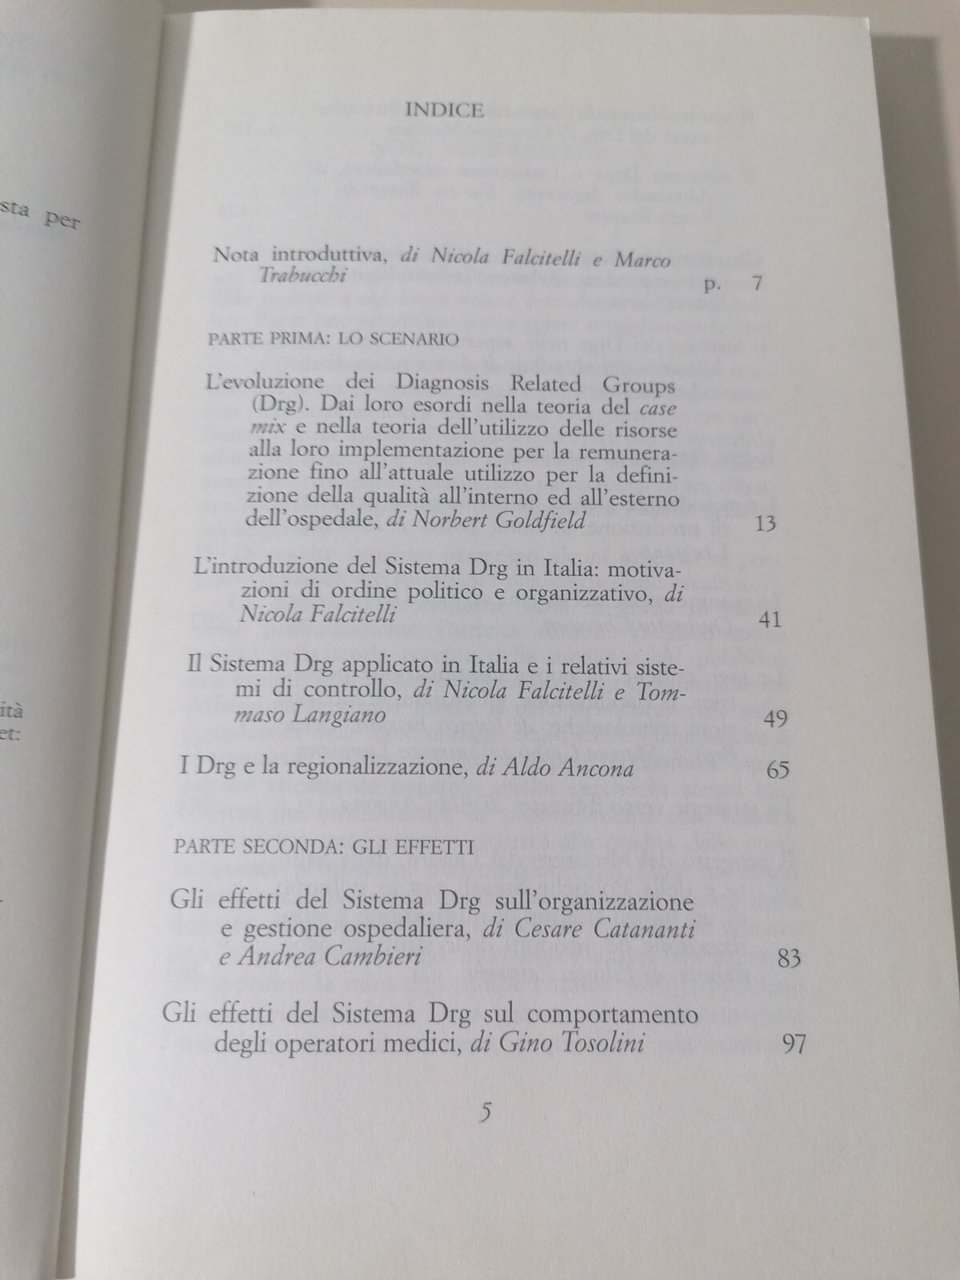 sta per
ità
et:
INDICE
Nota introduttiva, di Nicola Falcitelli e Marco
Trabucchi p. 7
PARTE PRIMA: LO SCENARIO
L'evoluzione dei Diagnosis Related Groups
(Drg). Dai loro esordi nella teoria del case
mix e nella teoria dell'utilizzo delle risorse
alla loro implementazione per la remunera-
zione fino all'attuale utilizzo per la defini-
zione della qualità all'interno ed all'esterno
dell'ospedale, di Norbert Goldfield 13
L'introduzione del Sistema Drg in Italia: motiva-
zioni di ordine politico e organizzativo, di
Nicola Falcitelli 41
Il Sistema Drg applicato in Italia e i relativi siste-
mi di controllo, di Nicola Falcitelli e Tom-
maso Langiano 49
I Drg e la regionalizzazione, di Aldo Ancona 65
PARTE SECONDA: GLI EFFETTI
Gli effetti del Sistema Drg sull'organizzazione
e gestione ospedaliera, di Cesare Catananti
e Andrea Cambieri 83
Gli effetti del Sistema Drg sul comportamento
degli operatori medici, di Gino Tosolini 97
5